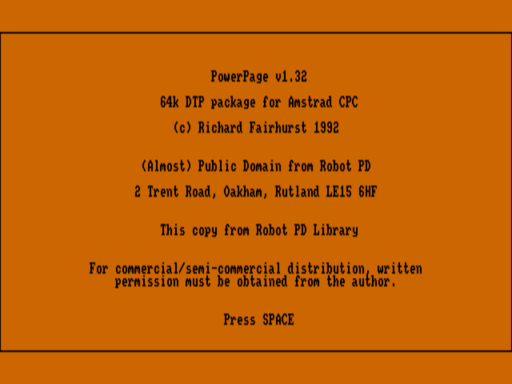 PowerPage v1.32
64k DTP package for Amstrad CPC
(c) Richard Fairhurst 1992
(Almost) Public Domain from Robot PD
2 Trent Road, Oakham, Rutland LE15 6HF
This copy from Robot PD Library
For commercial/semi-commercial distribution, written
permission must be obtained from the author.
Press SPACE